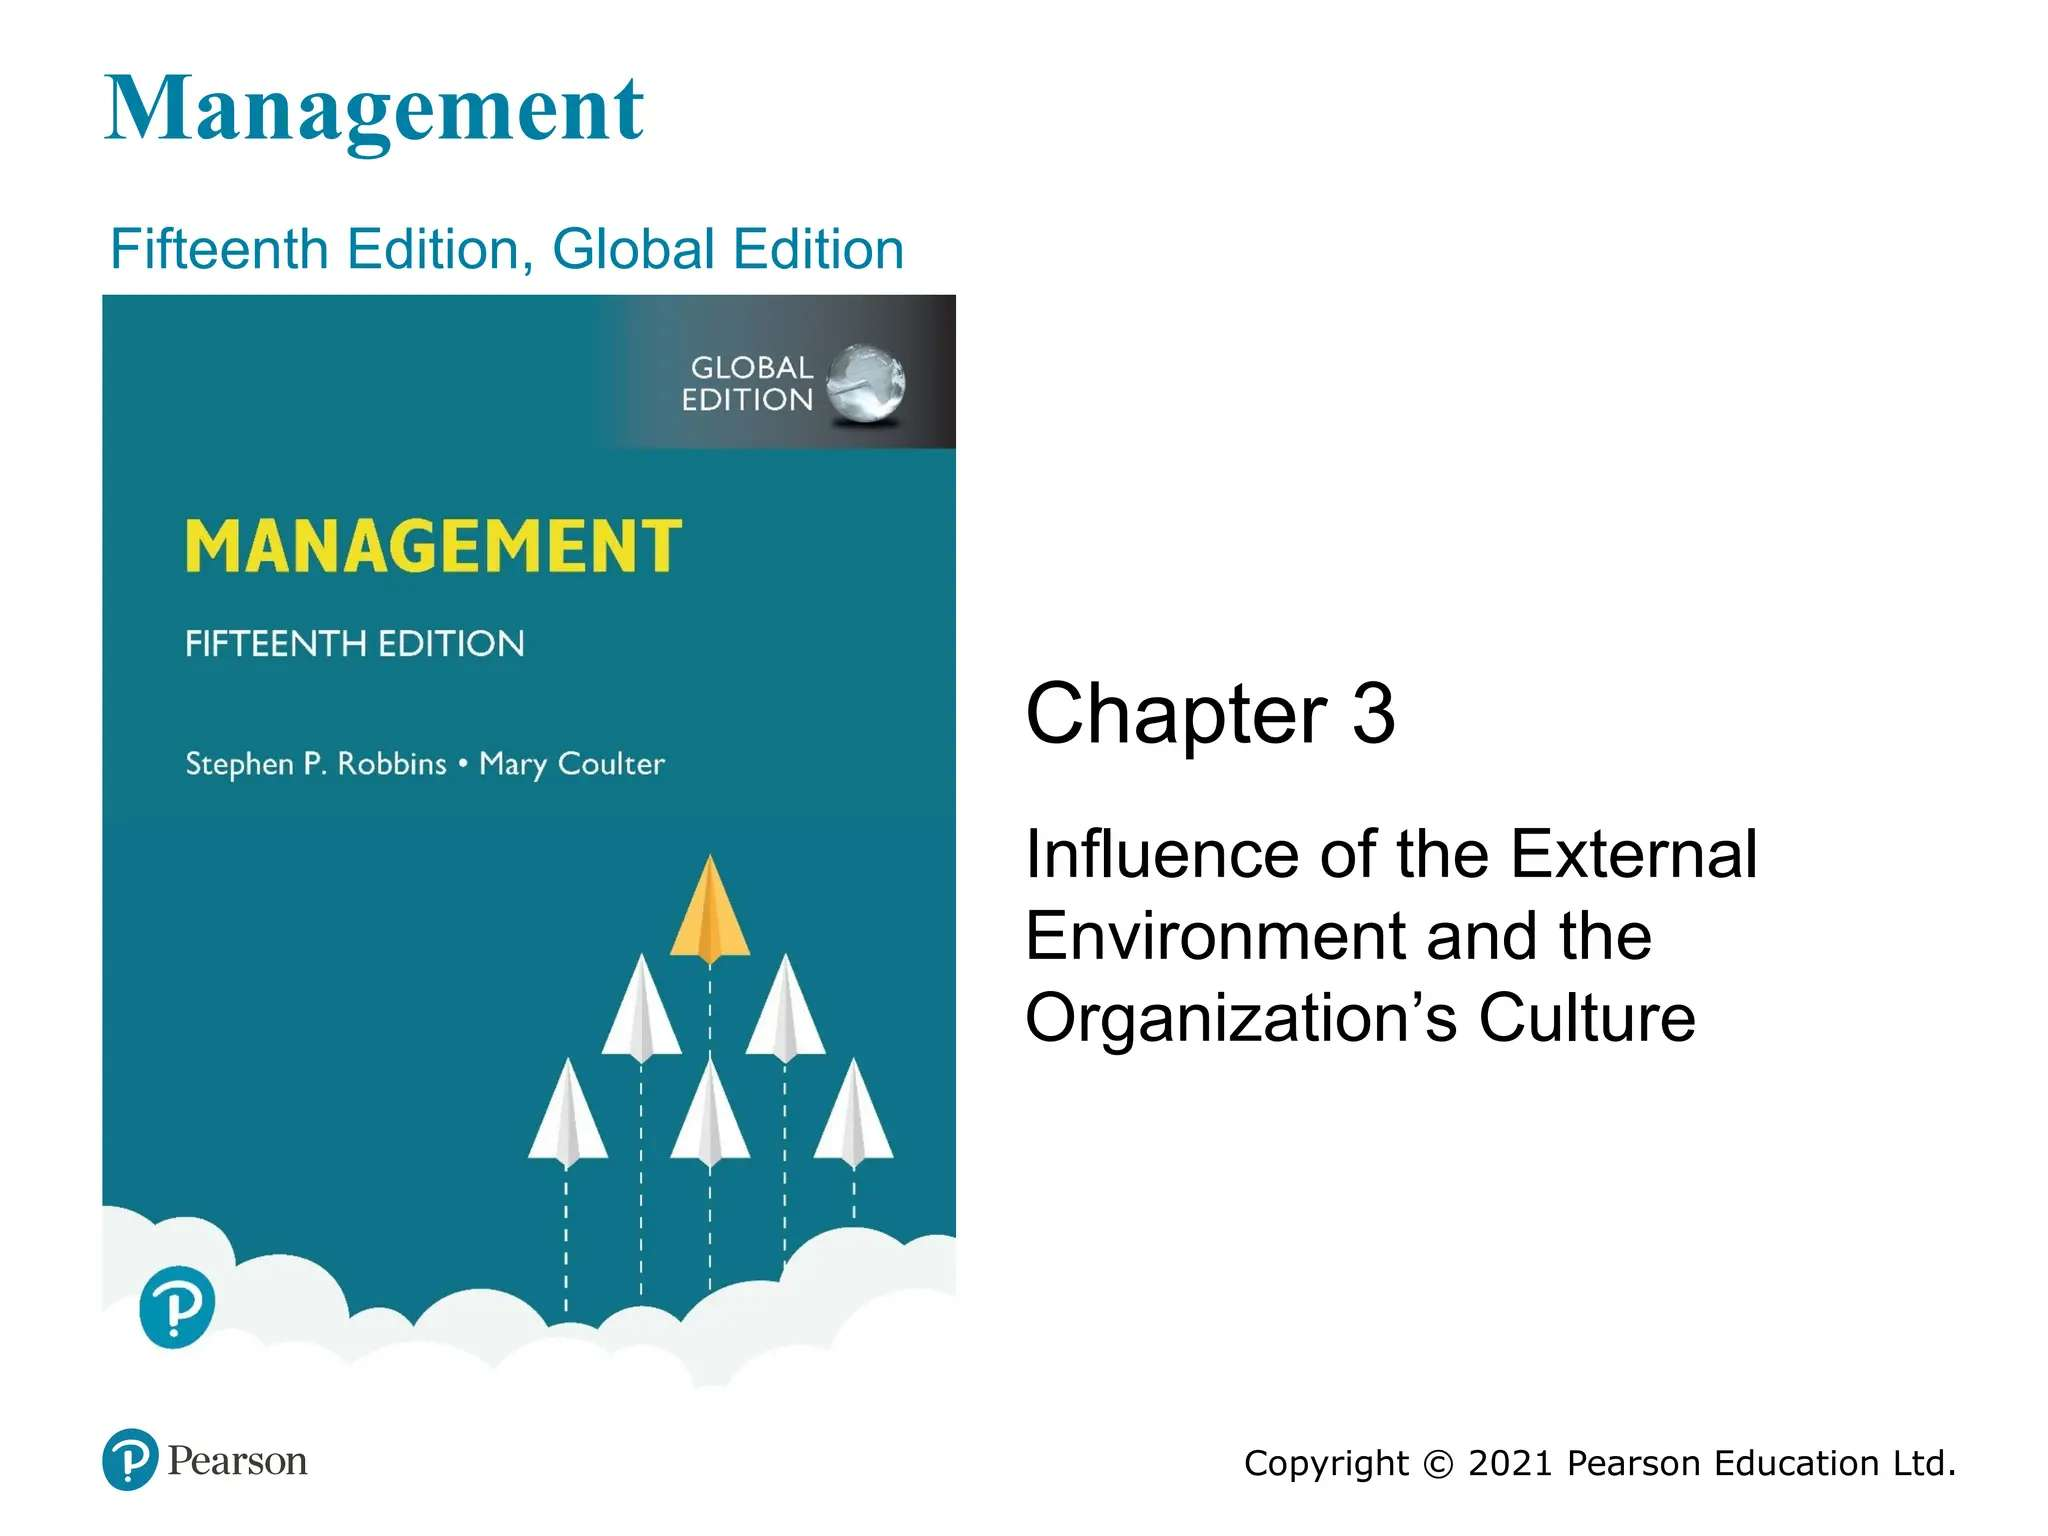 Management
Fifteenth Edition, Global Edition
GLOBAL
EDITION
MANAGEMENT
FIFTEENTH EDITION
Stephen P. Robbins • Mary Coulter
Chapter 3
Influence of the External
Environment and the
Organization’s Culture
P
P Pearson
Copyright © 2021 Pearson Education Ltd.